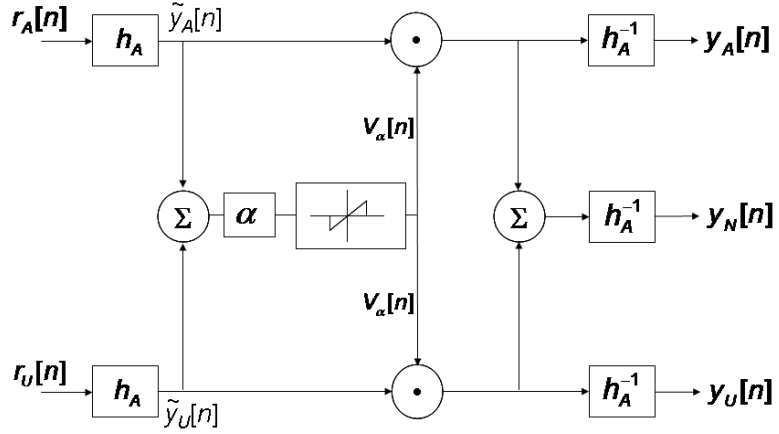 r_A[n] h_A ỹ_A[n] • h_A^{-1} y_A[n]
V_α[n]
Σ α Σ h_A^{-1} y_N[n]
V_α[n]
r_U[n] h_A ỹ_U[n] • h_A^{-1} y_U[n]